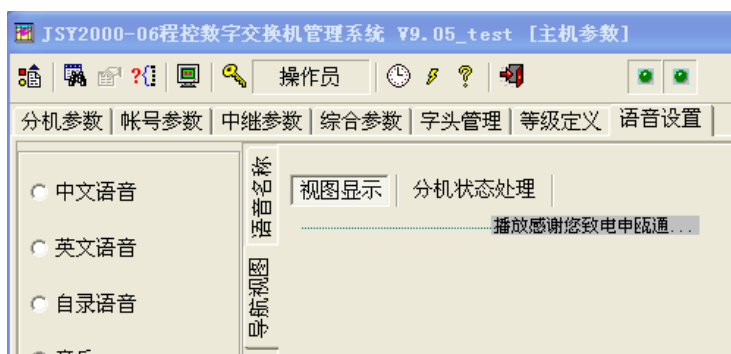 JSY2000-06程控数字交换机管理系统 V9.05_test [主机参数]
操作员
分机参数 帐号参数 中继参数 综合参数 字头管理 等级定义 语音设置
中文语音
英文语音
自录语音
语音名称
导航视图
视图显示 分机状态处理
播放感谢您致电申瓯通...